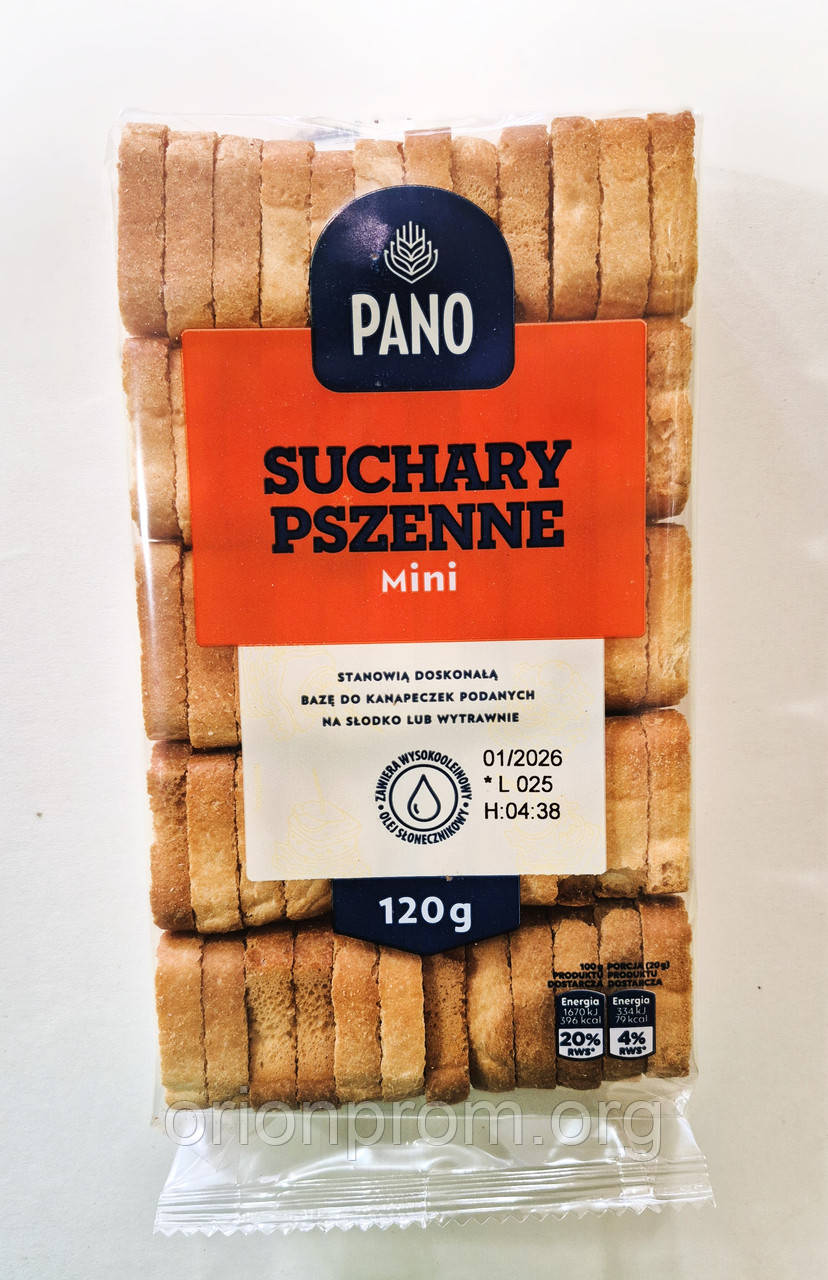 PANO
SUCHARY
PSZENNE
Mini
STANOWIĄ DOSKONAŁĄ
BAZĘ DO KANAPECZEK PODANYCH
NA SŁODKO LUB WYTRAWNIE
ZAWIERA WYSOKOOLEINOWY
OLEJ SŁONECZNIKOWY
01/2026
* L 025
H:04:38
120g
100g PORCJA (20g)
PRODUKTU PRODUKTU
DOSTARCZA DOSTARCZA
Energia Energia
1670 kJ 334 kJ
396 kcal 79 kcal
20% 4%
RWS* RWS*
orionprom.org